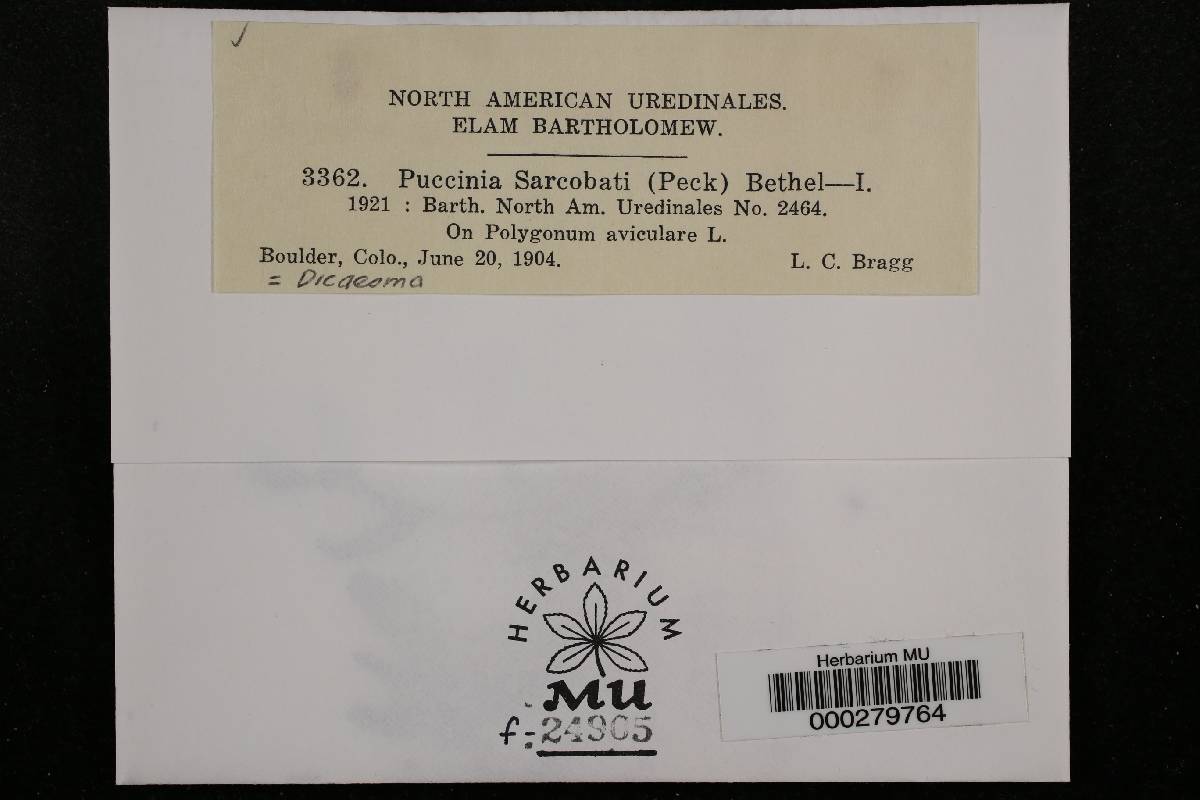 ✓
NORTH AMERICAN UREDINALES.
ELAM BARTHOLOMEW.
3362. Puccinia Sarcobati (Peck) Bethel—I.
1921 : Barth. North Am. Uredinales No. 2464.
On Polygonum aviculare L.
Boulder, Colo., June 20, 1904. L. C. Bragg
= Dicaeoma
HERBARIUM
MU
f- 24965
Herbarium MU
000279764